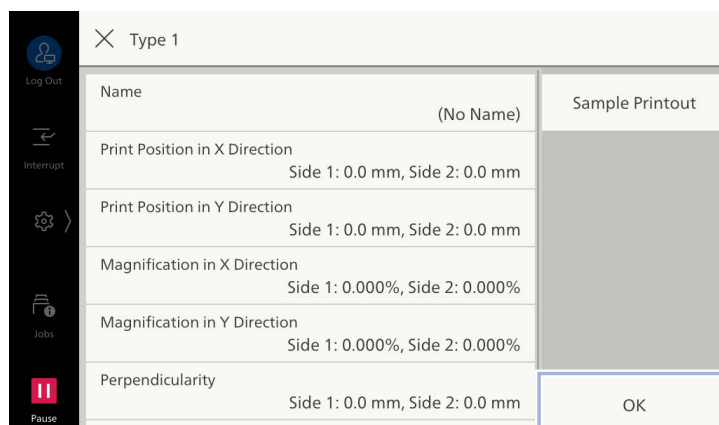 Type 1
Log Out
Name
(No Name)
Sample Printout
Print Position in X Direction
Side 1: 0.0 mm, Side 2: 0.0 mm
Interrupt
Print Position in Y Direction
Side 1: 0.0 mm, Side 2: 0.0 mm
Magnification in X Direction
Side 1: 0.000%, Side 2: 0.000%
Jobs
Magnification in Y Direction
Side 1: 0.000%, Side 2: 0.000%
Perpendicularity
Side 1: 0.0 mm, Side 2: 0.0 mm
OK
Pause